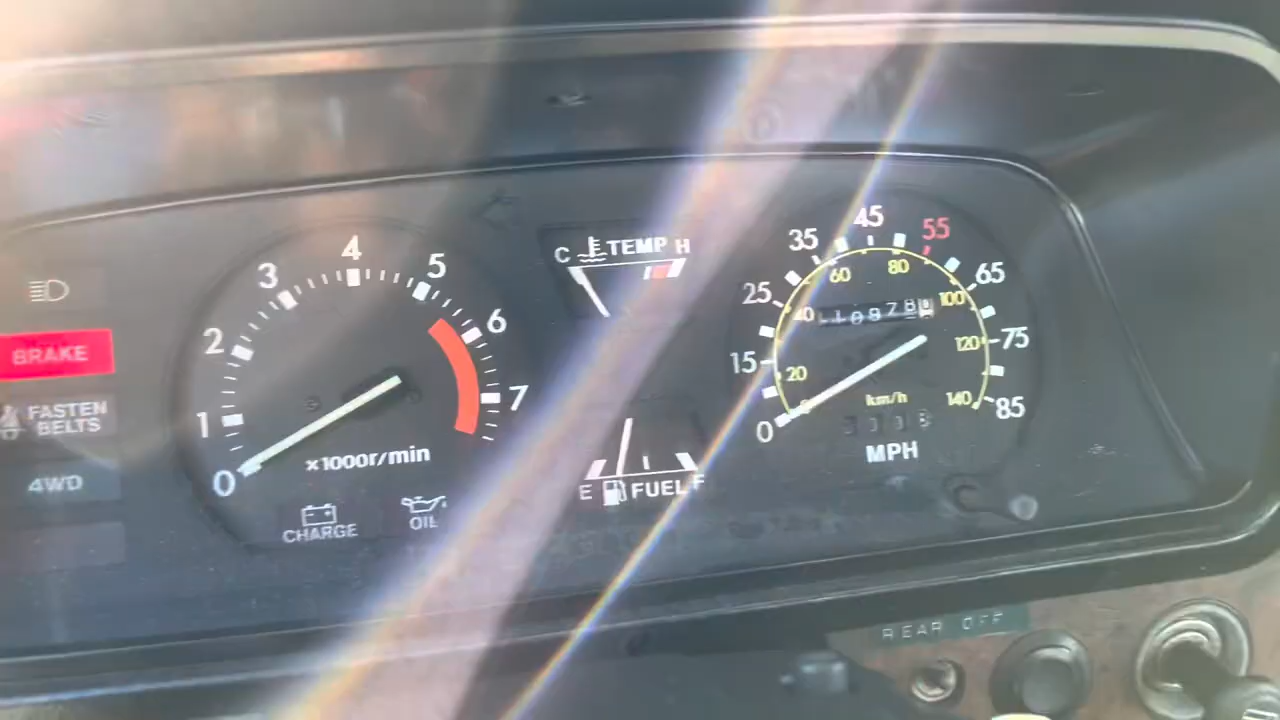 BRAKE
FASTEN
BELTS
4WD
0
1
2
3
4
5
6
7
×1000r/min
CHARGE
OIL
C TEMP H
E FUEL F
0
15
25
35
45
55
65
75
85
20
40
60
80
100
120
140
km/h
MPH
REAR OFF